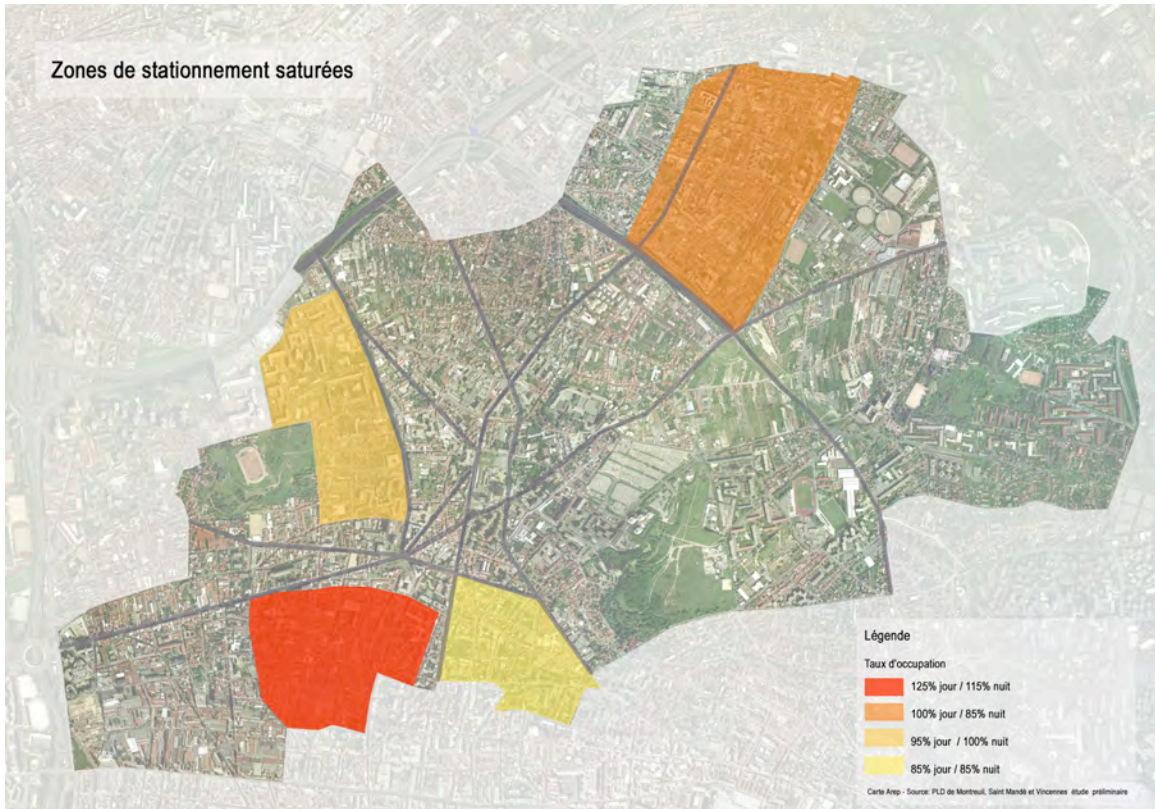 Zones de stationnement saturées
Légende
Taux d'occupation
125% jour / 115% nuit
100% jour / 85% nuit
95% jour / 100% nuit
85% jour / 85% nuit
Carte Arep - Source: PLD de Montreuil, Saint Mandé et Vincennes étude préliminaire